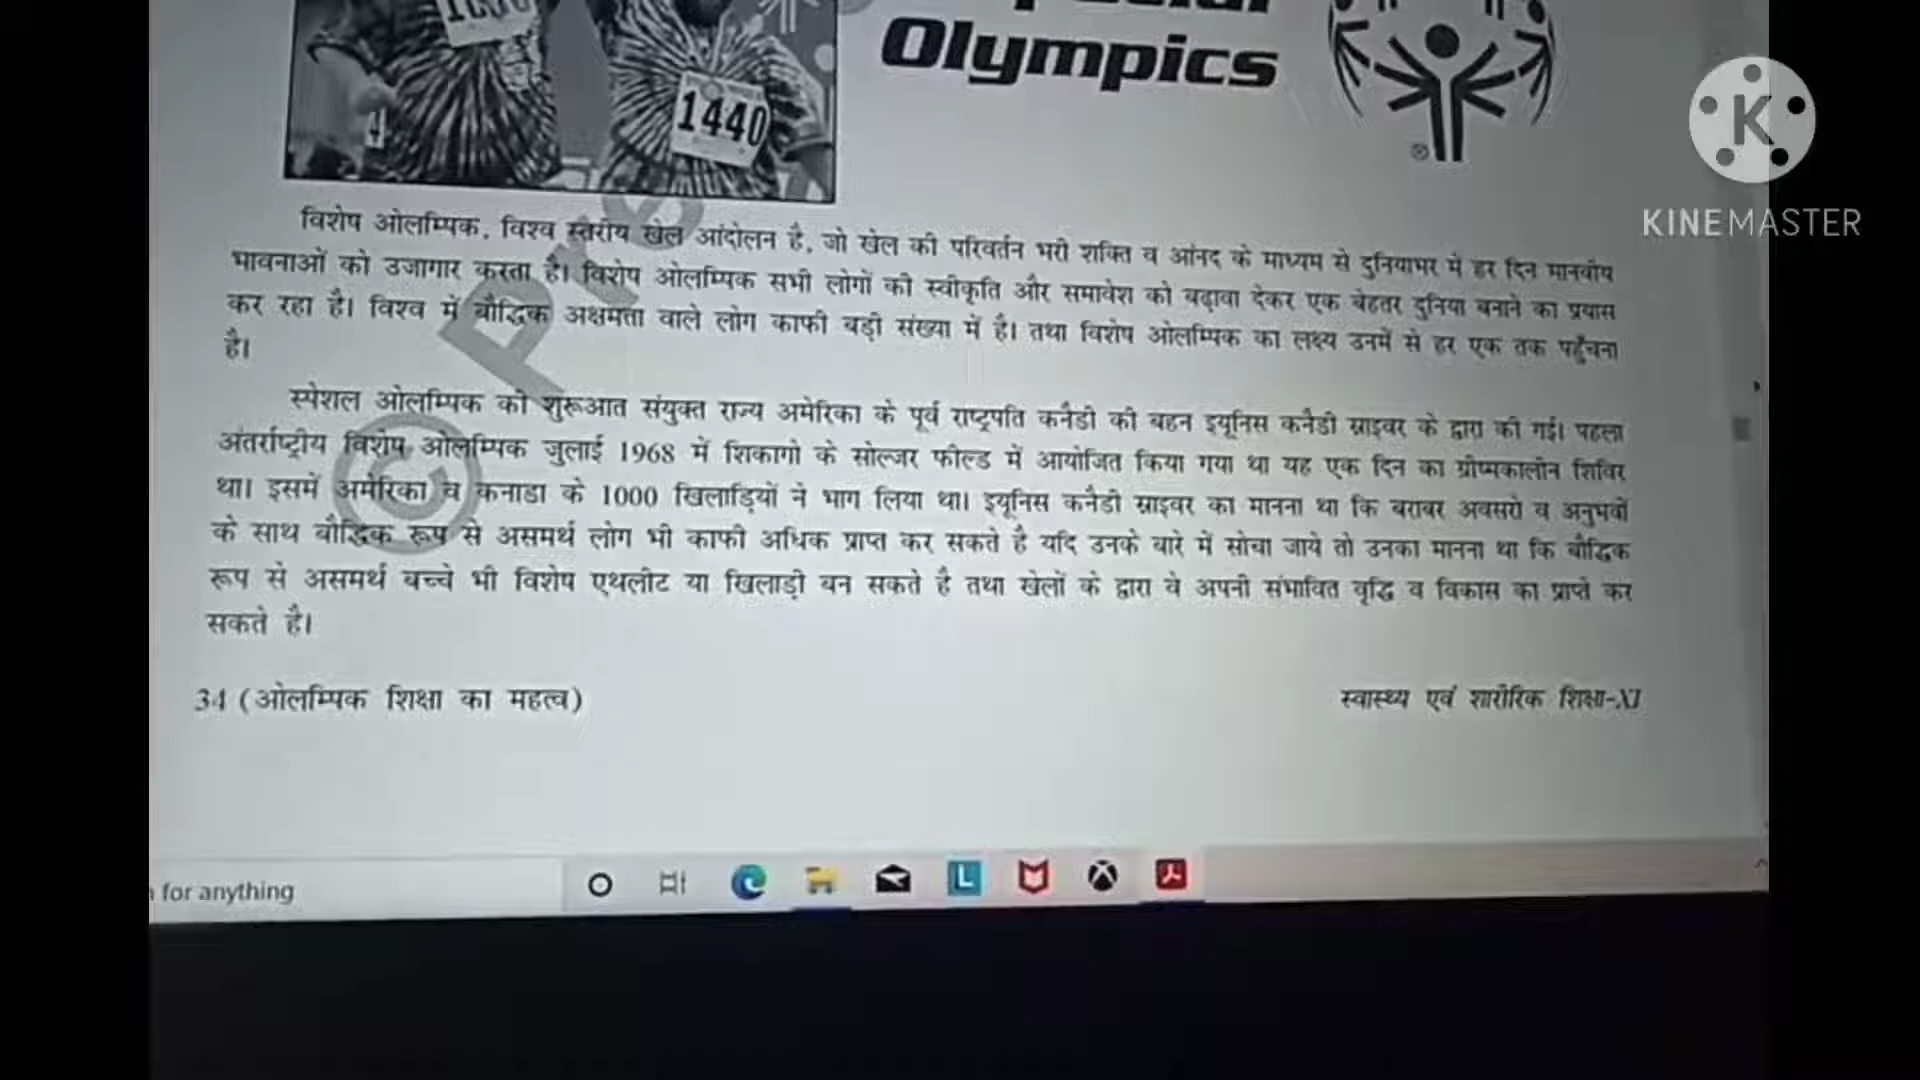 Olympics
1440
4
K
KINEMASTER
विशेष ओलम्पिक, विश्व स्तरीय खेल आंदोलन है, जो खेल की परिवर्तन भरी शक्ति व आंनद के माध्यम से दुनियाभर में हर दिन मानवीय
भावनाओं को उजागार करता है। विशेष ओलम्पिक सभी लोगों की स्वीकृति और समावेश को बढ़ावा देकर एक बेहतर दुनिया बनाने का प्रयास
कर रहा है। विश्व में बौद्धिक अक्षमता वाले लोग काफी बड़ी संख्या में है। तथा विशेष ओलम्पिक का लक्ष्य उनमें से हर एक तक पहुँचना
है।
स्पेशल ओलम्पिक की शुरूआत संयुक्त राज्य अमेरिका के पूर्व राष्ट्रपति कनैडी की बहन इयूनिस कनैडी स्राइवर के द्वारा की गई। पहला
अंतर्राष्ट्रीय विशेष ओलम्पिक जुलाई 1968 में शिकागो के सोल्जर फील्ड में आयोजित किया गया था यह एक दिन का ग्रीष्मकालीन शिविर
था। इसमें अमेरिका व कनाडा के 1000 खिलाड़ियों ने भाग लिया था। इयूनिस कनैडी स्राइवर का मानना था कि बराबर अवसरो व अनुभवों
के साथ बौद्धिक रूप से असमर्थ लोग भी काफी अधिक प्राप्त कर सकते है यदि उनके बारे में सोचा जाये तो उनका मानना था कि बौद्धिक
रूप से असमर्थ बच्चे भी विशेष एथलीट या खिलाड़ी बन सकते है तथा खेलों के द्वारा वे अपनी संभावित वृद्धि व विकास का प्राप्ते कर
सकते है।
34 (ओलम्पिक शिक्षा का महत्व)
स्वास्थ्य एवं शारीरिक शिक्षा-XI
for anything